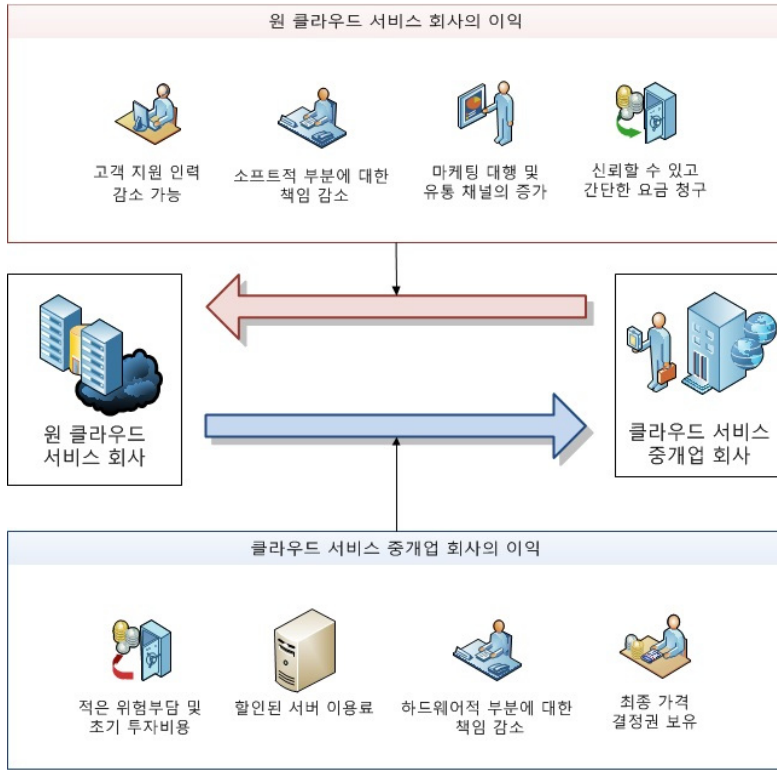 원 클라우드 서비스 회사의 이익
고객 지원 인력
감소 가능
소프트적 부분에 대한
책임 감소
마케팅 대행 및
유통 채널의 증가
신뢰할 수 있고
간단한 요금 청구
원 클라우드
서비스 회사
클라우드 서비스
중개업 회사
클라우드 서비스 중개업 회사의 이익
적은 위험부담 및
초기 투자비용
할인된 서버 이용료
하드웨어적 부분에 대한
책임 감소
최종 가격
결정권 보유